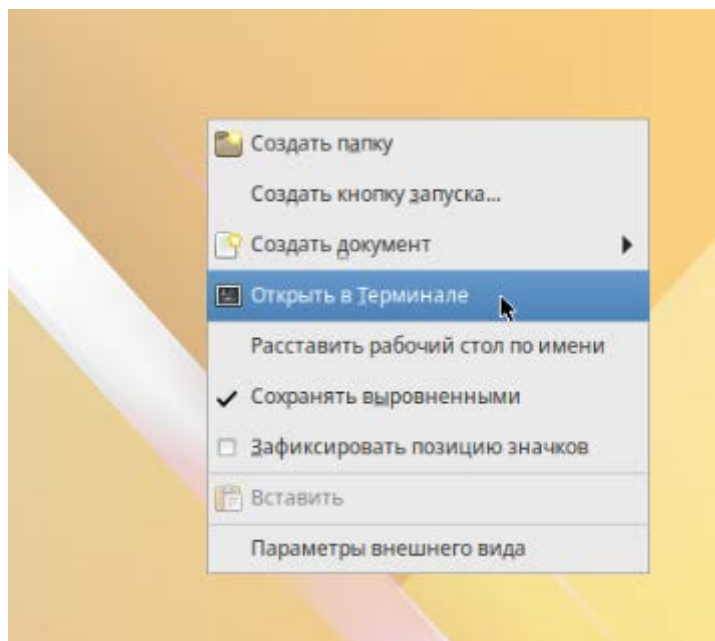 Создать папку
Создать кнопку запуска...
Создать документ
Открыть в Терминале
Расставить рабочий стол по имени
Сохранять выровненными
Зафиксировать позицию значков
Вставить
Параметры внешнего вида